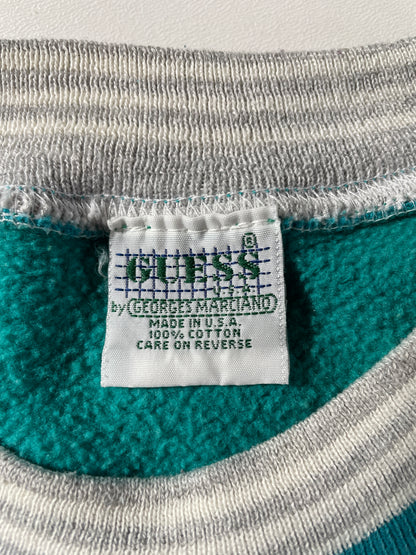 GUESS®
U.S.A.
by GEORGES MARCIANO
MADE IN U.S.A.
100% COTTON
CARE ON REVERSE